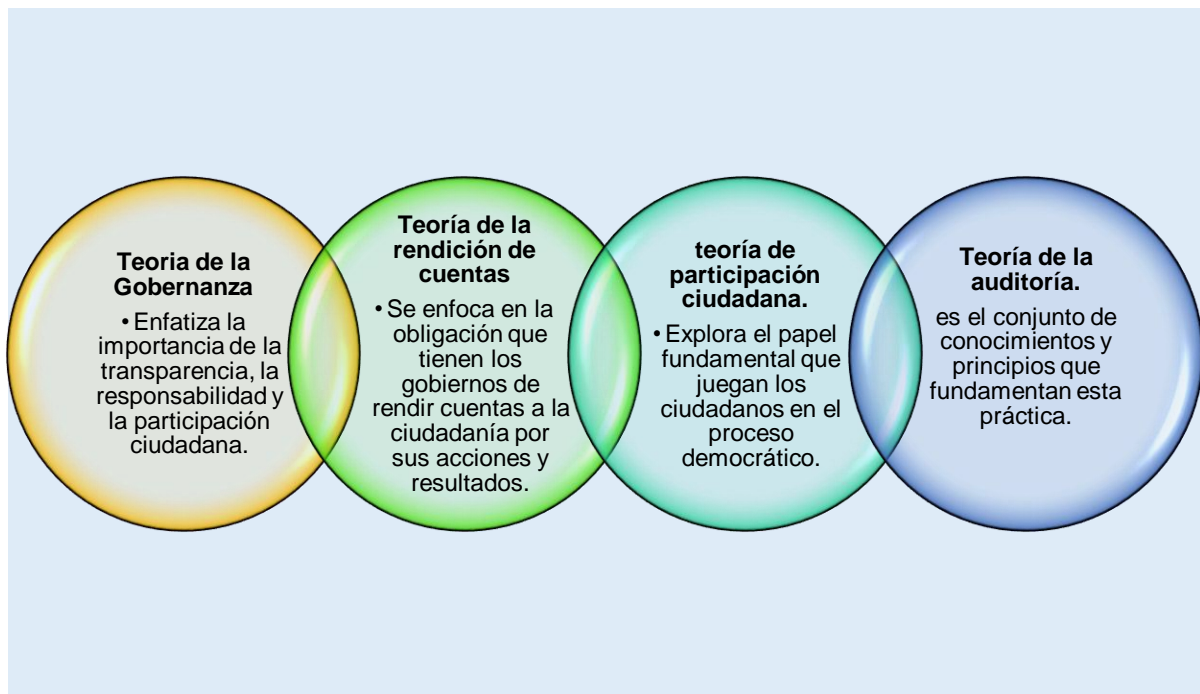 Teoria de la
Gobernanza
• Enfatiza la
importancia de la
transparencia, la
responsabilidad y
la participación
ciudadana.
Teoría de la
rendición de
cuentas
• Se enfoca en la
obligación que
tienen los
gobiernos de
rendir cuentas a la
ciudadanía por
sus acciones y
resultados.
teoría de
participación
ciudadana.
• Explora el papel
fundamental que
juegan los
ciudadanos en el
proceso
democrático.
Teoría de la
auditoría.
es el conjunto de
conocimientos y
principios que
fundamentan esta
práctica.